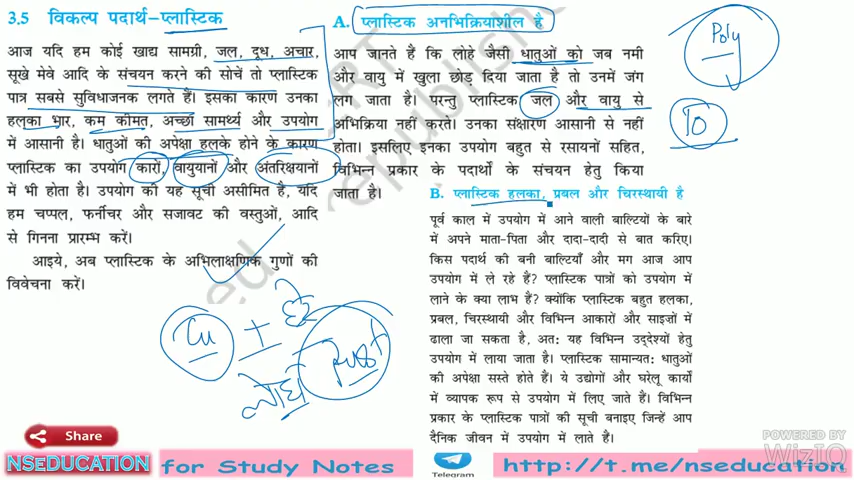 3.5 विकल्प पदार्थ-प्लास्टिक
आज यदि हम कोई खाद्य सामग्री, जल, दूध, अचार,
सूखे मेवे आदि के संचयन करने की सोचें तो प्लास्टिक
पात्र सबसे सुविधाजनक लगते हैं। इसका कारण उनका
हलका भार, कम कीमत, अच्छा सामर्थ्य और उपयोग
में आसानी है। धातुओं की अपेक्षा हलके होने के कारण
प्लास्टिक का उपयोग कारों, वायुयानों और अंतरिक्षयानों
में भी होता है। उपयोग की यह सूची असीमित है, यदि
हम चप्पल, फर्नीचर और सजावट की वस्तुओं, आदि
से गिनना प्रारम्भ करें।
आइये, अब प्लास्टिक के अभिलाक्षणिक गुणों की
विवेचना करें।
Cu + 
लोहा Rust
A. प्लास्टिक अनभिक्रियाशील है
आप जानते हैं कि लोहे जैसी धातुओं को जब नमी
और वायु में खुला छोड़ दिया जाता है तो उनमें जंग
लग जाता है। परन्तु प्लास्टिक जल और वायु से
अभिक्रिया नहीं करते। उनका संक्षारण आसानी से नहीं
होता। इसलिए इनका उपयोग बहुत से रसायनों सहित,
विभिन्न प्रकार के पदार्थों के संचयन हेतु किया
जाता है।
B. प्लास्टिक हलका, प्रबल और चिरस्थायी है
पूर्व काल में उपयोग में आने वाली बाल्टियों के बारे
में अपने माता-पिता और दादा-दादी से बात करिए।
किस पदार्थ की बनी बाल्टियाँ और मग आज आप
उपयोग में ले रहे हैं? प्लास्टिक पात्रों को उपयोग में
लाने के क्या लाभ हैं? क्योंकि प्लास्टिक बहुत हलका,
प्रबल, चिरस्थायी और विभिन्न आकारों और साइज़ों में
ढाला जा सकता है, अत: यह विभिन्न उद्देश्यों हेतु
उपयोग में लाया जाता है। प्लास्टिक सामान्यत: धातुओं
की अपेक्षा सस्ते होते हैं। ये उद्योगों और घरेलू कार्यों
में व्यापक रूप से उपयोग में लिए जाते हैं। विभिन्न
प्रकार के प्लास्टिक पात्रों की सूची बनाइए जिन्हें आप
दैनिक जीवन में उपयोग में लाते हैं।
Poly
To
Share
NSEDUCATION for Study Notes
Telegram
http://t.me/nseducation
POWERED BY